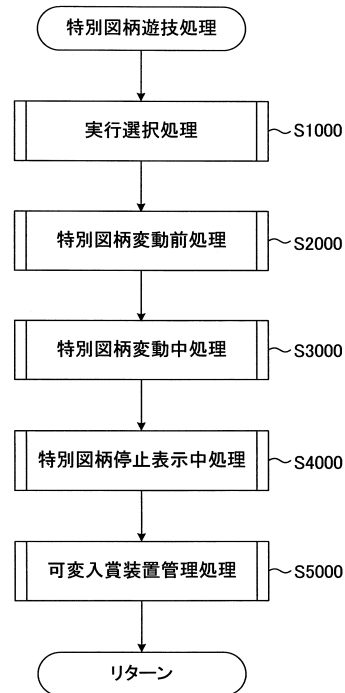 特別図柄遊技処理
実行選択処理
S1000
特別図柄変動前処理
S2000
特別図柄変動中処理
S3000
特別図柄停止表示中処理
S4000
可変入賞装置管理処理
S5000
リターン